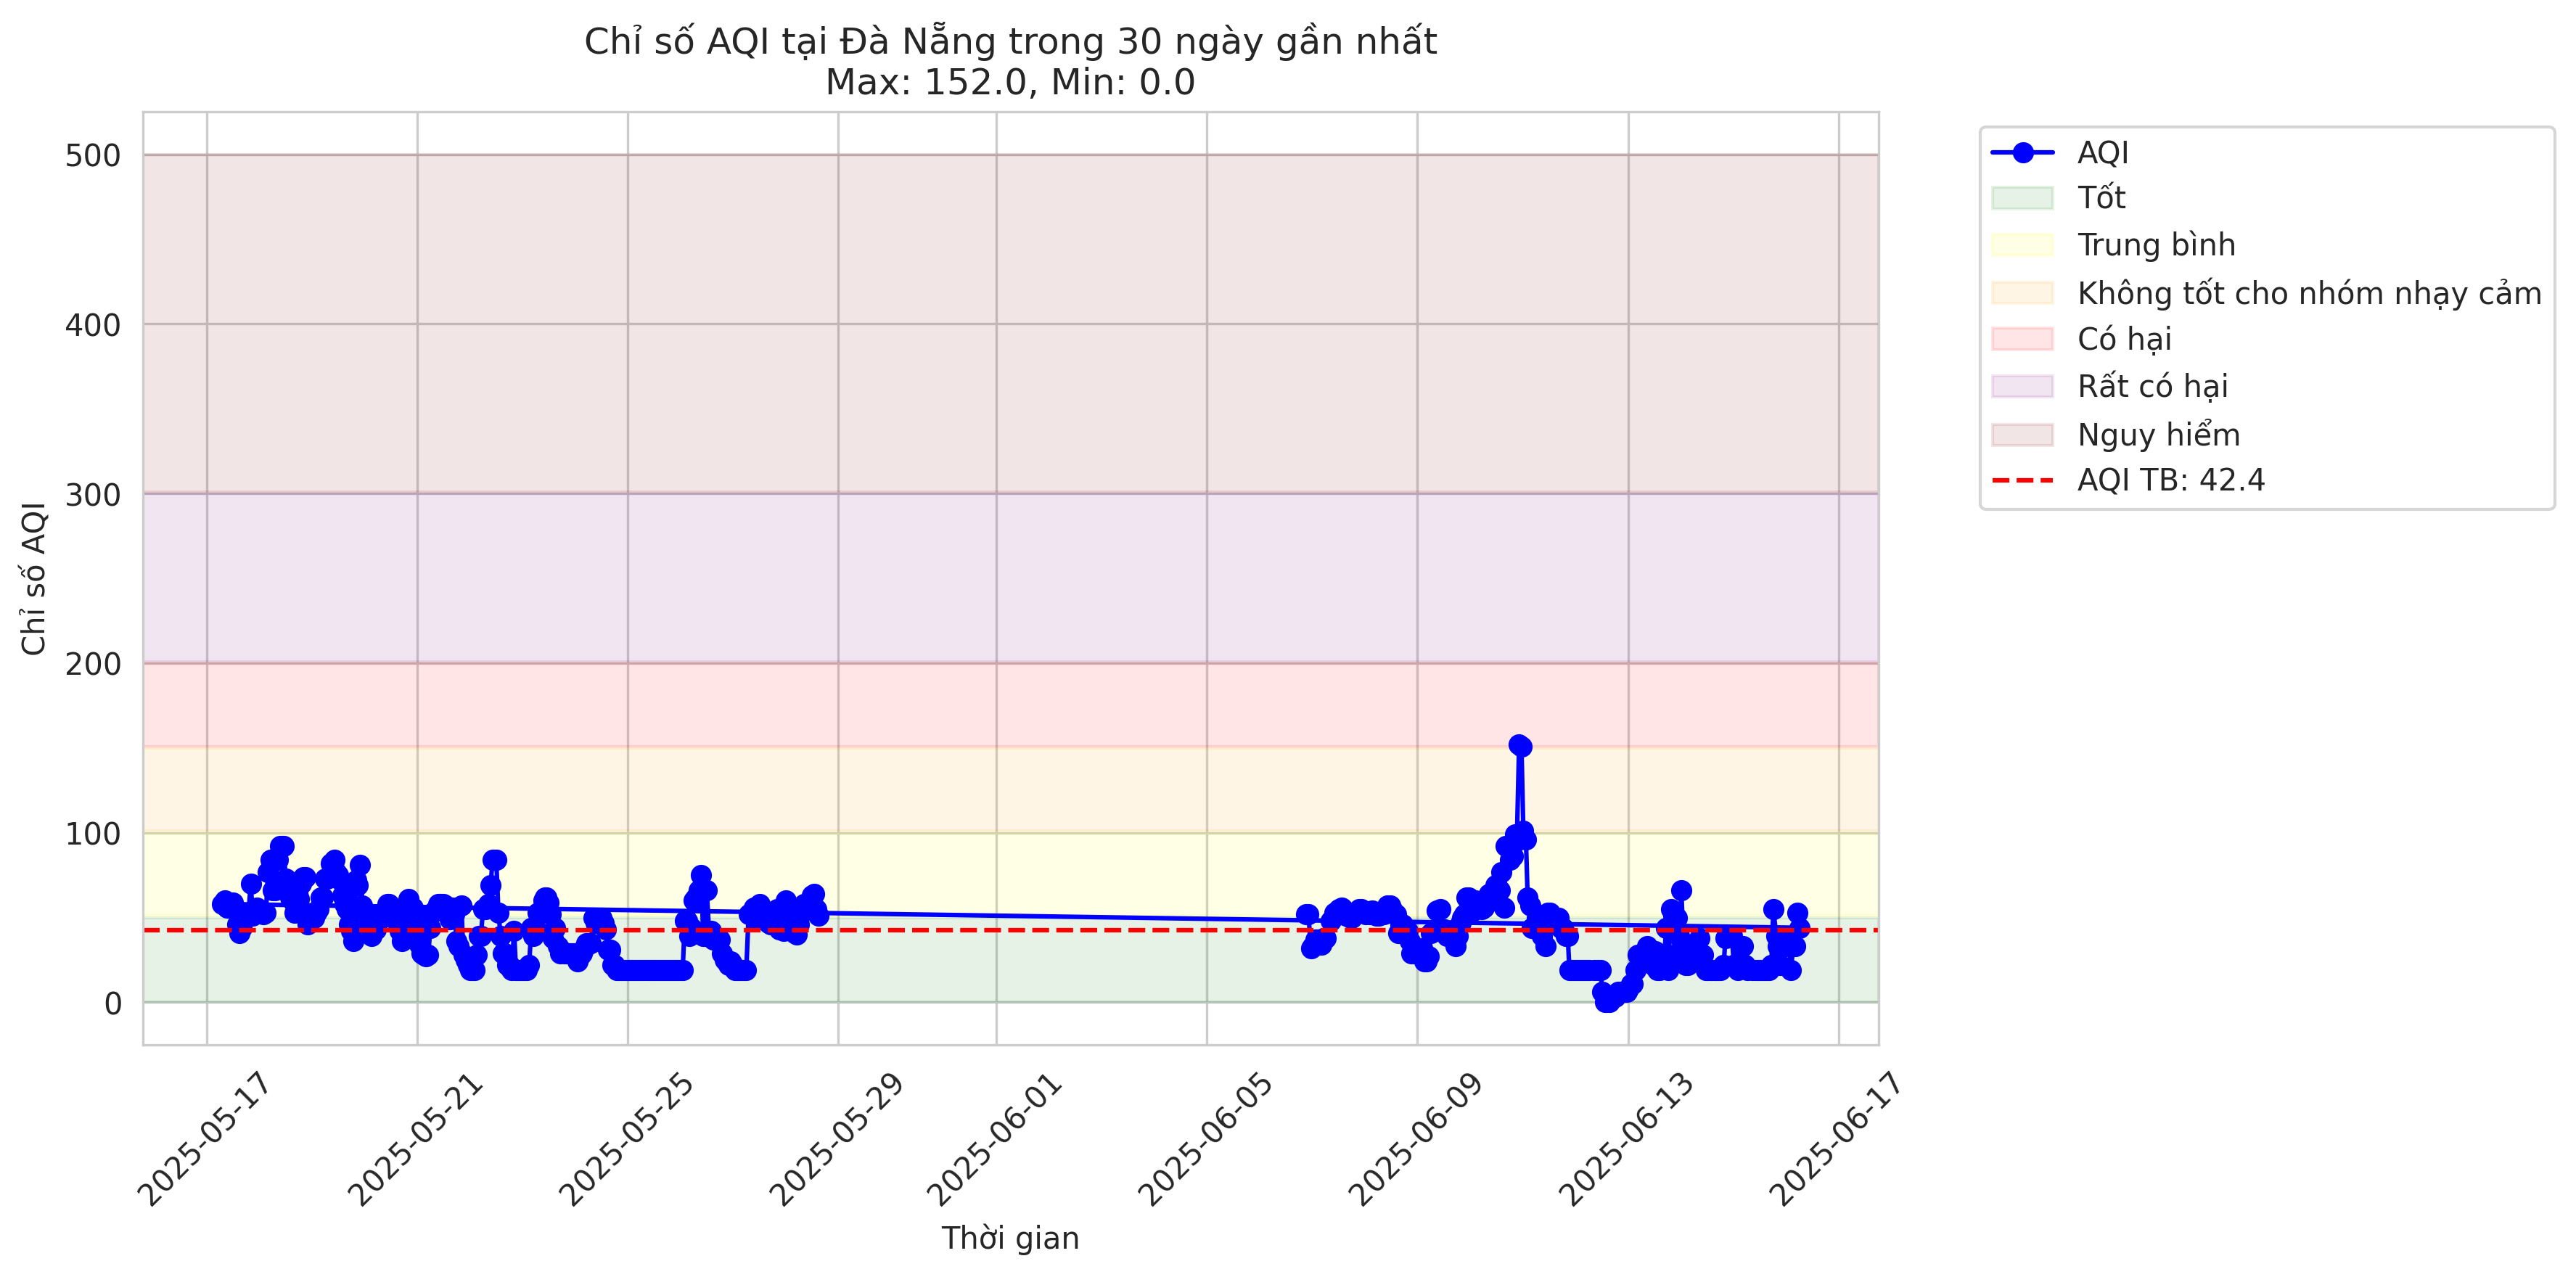 Chỉ số AQI tại Đà Nẵng trong 30 ngày gần nhất
Max: 152.0, Min: 0.0
Chỉ số AQI
500
400
300
200
100
0
2025-05-17
2025-05-21
2025-05-25
2025-05-29
2025-06-01
2025-06-05
2025-06-09
2025-06-13
2025-06-17
Thời gian
AQI
Tốt
Trung bình
Không tốt cho nhóm nhạy cảm
Có hại
Rất có hại
Nguy hiểm
AQI TB: 42.4